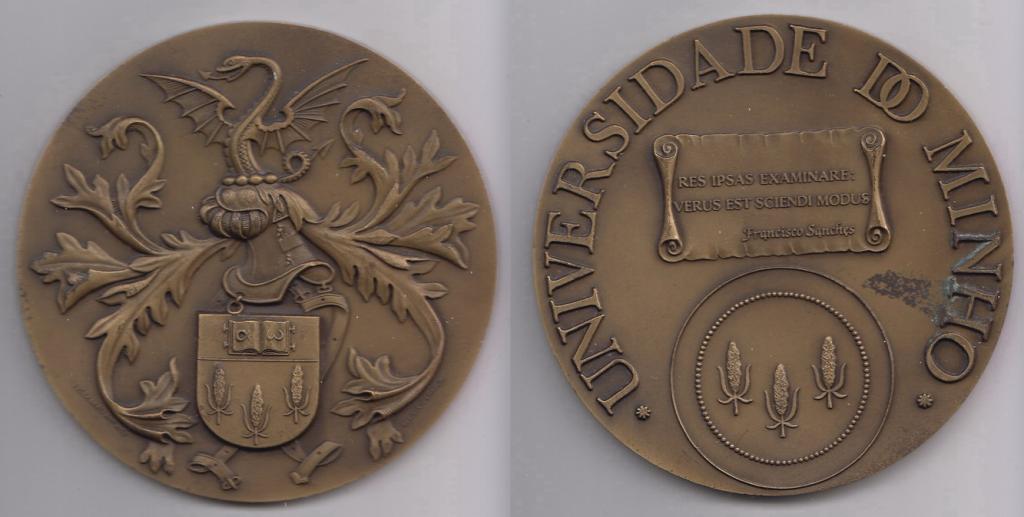 UNIVERSIDADE DO MINHO
RES IPSAS EXAMINARE:
VERUS EST SCIENDI MODUS
Francisco Sanches